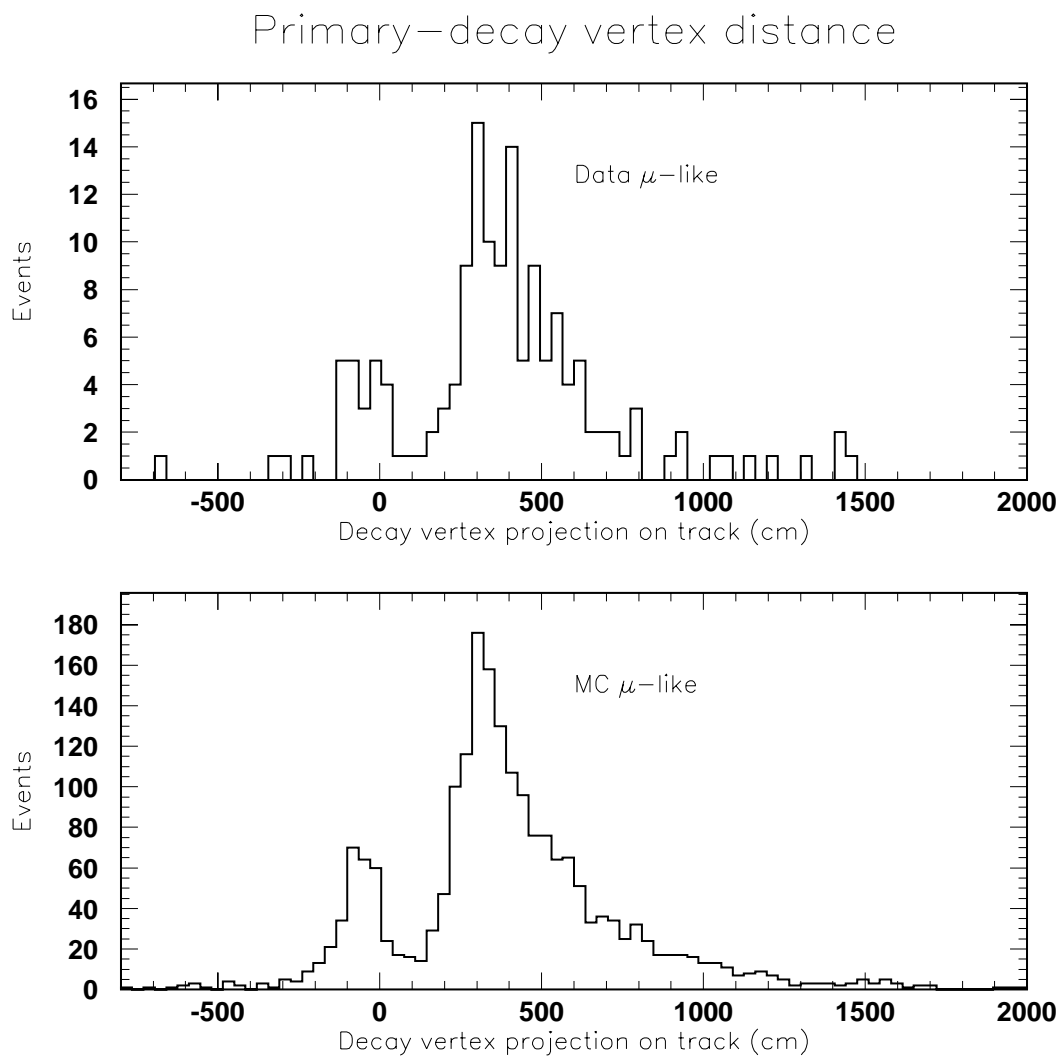 Primary-decay vertex distance
16
14
12
10
8
6
4
2
0
Events
Data μ-like
-500 0 500 1000 1500 2000
Decay vertex projection on track (cm)
180
160
140
120
100
80
60
40
20
0
Events
MC μ-like
-500 0 500 1000 1500 2000
Decay vertex projection on track (cm)